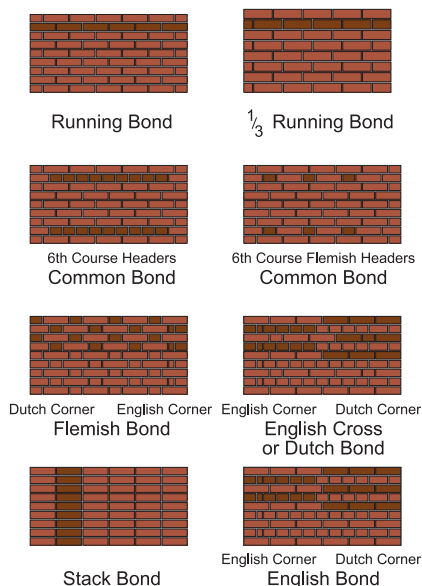 Running Bond
1/3 Running Bond
6th Course Headers
Common Bond
6th Course Flemish Headers
Common Bond
Dutch Corner English Corner
Flemish Bond
English Corner Dutch Corner
English Cross
or Dutch Bond
Stack Bond
English Corner Dutch Corner
English Bond